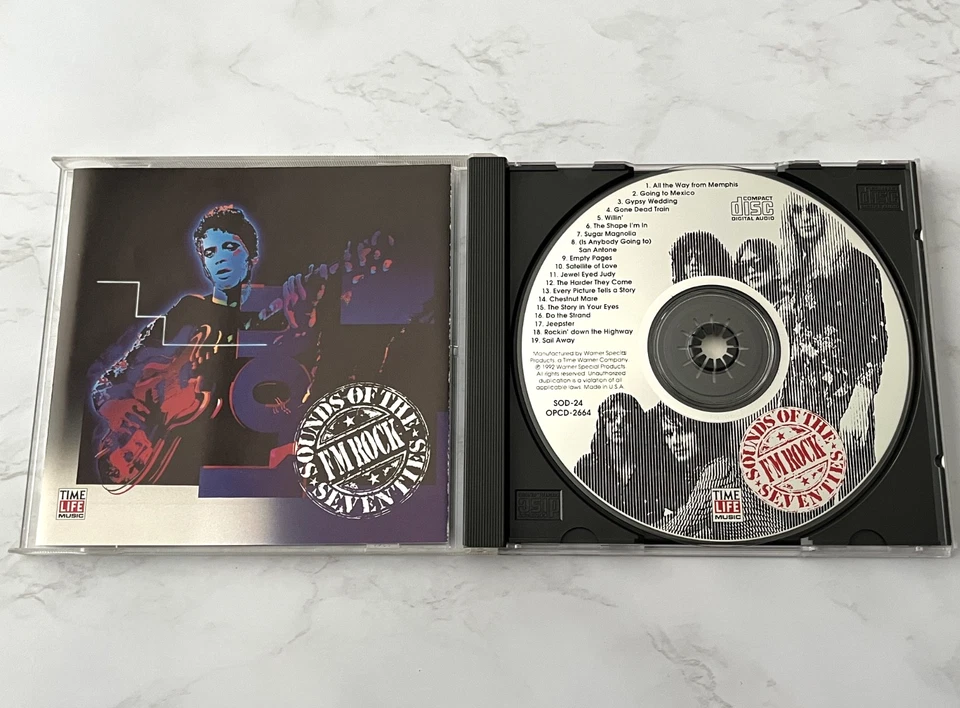 SOUNDS OF THE
FM ROCK
SEVENTIES
TIME
LIFE
MUSIC
1. All the Way from Memphis
2. Going to Mexico
3. Gypsy Wedding
4. Gone Dead Train
5. Willin'
6. The Shape I'm In
7. Sugar Magnolia
8. (Is Anybody Going to)
San Antone
9. Empty Pages
10. Satellite of Love
11. Jewel Eyed Judy
12. The Harder They Come
13. Every Picture Tells a Story
14. Chestnut Mare
15. The Story in Your Eyes
16. Do the Strand
17. Jeepster
18. Rockin' down the Highway
19. Sail Away
COMPACT
disc
DIGITAL AUDIO
Manufactured by Warner Special
Products, a Time Warner Company.
℗ 1992 Warner Special Products.
All rights reserved. Unauthorized
duplication is a violation of all
applicable laws. Made in U.S.A.
SOD-24
OPCD-2664
SOUNDS OF THE
FM ROCK
SEVENTIES
TIME
LIFE
MUSIC